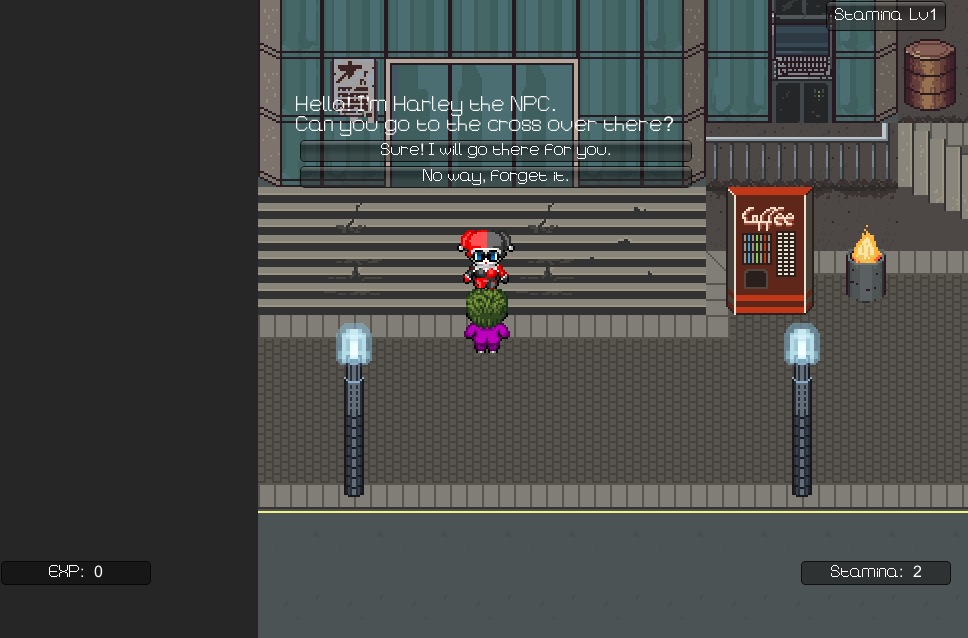 Stamina Lv1
Hello! I'm Harley the NPC.
Can you go to the cross over there?
Sure! I will go there for you.
No way, forget it.
Coffee
EXP: 0
Stamina: 2